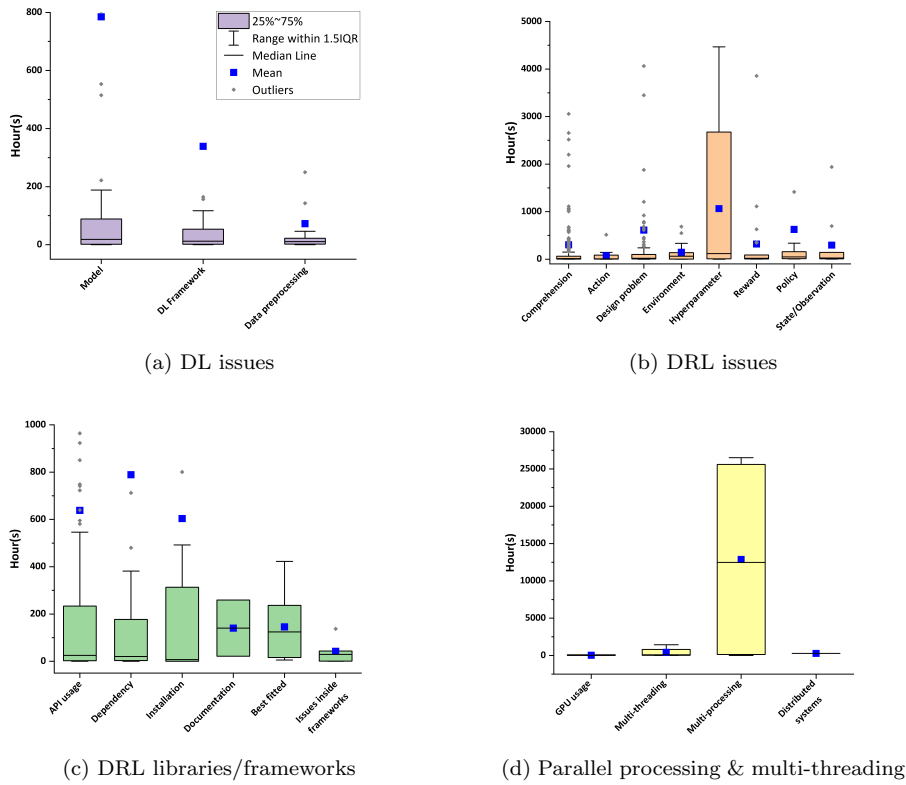 800
600
400
200
0
Hour(s)
25%~75%
Range within 1.5IQR
Median Line
Mean
Outliers
Model
DL Framework
Data preprocessing
(a) DL issues
5000
4000
3000
2000
1000
0
Hour(s)
Comprehension
Action
Design problem
Environment
Hyperparameter
Reward
Policy
State/Observation
(b) DRL issues
1000
800
600
400
200
0
Hour(s)
API usage
Dependency
Installation
Documentation
Best fitted
Issues inside
frameworks
(c) DRL libraries/frameworks
30000
25000
20000
15000
10000
5000
0
Hour(s)
GPU usage
Multi-threading
Multi-processing
Distributed
systems
(d) Parallel processing & multi-threading